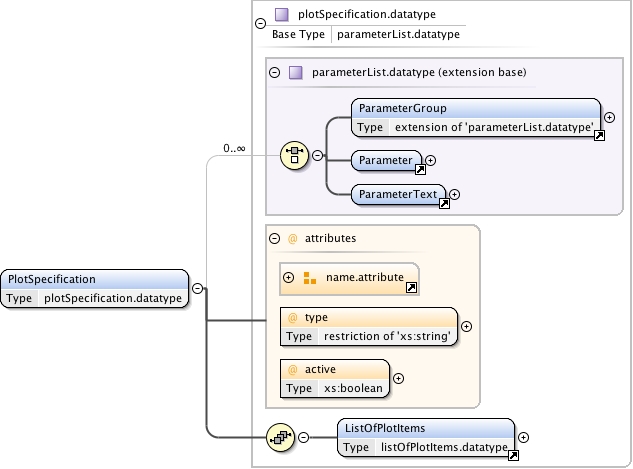 plotSpecification.datatype
Base Type parameterList.datatype
parameterList.datatype (extension base)
ParameterGroup
Type extension of 'parameterList.datatype'
0..∞
Parameter
ParameterText
@ attributes
name.attribute
PlotSpecification
Type plotSpecification.datatype
@ type
Type restriction of 'xs:string'
@ active
Type xs:boolean
ListOfPlotItems
Type listOfPlotItems.datatype